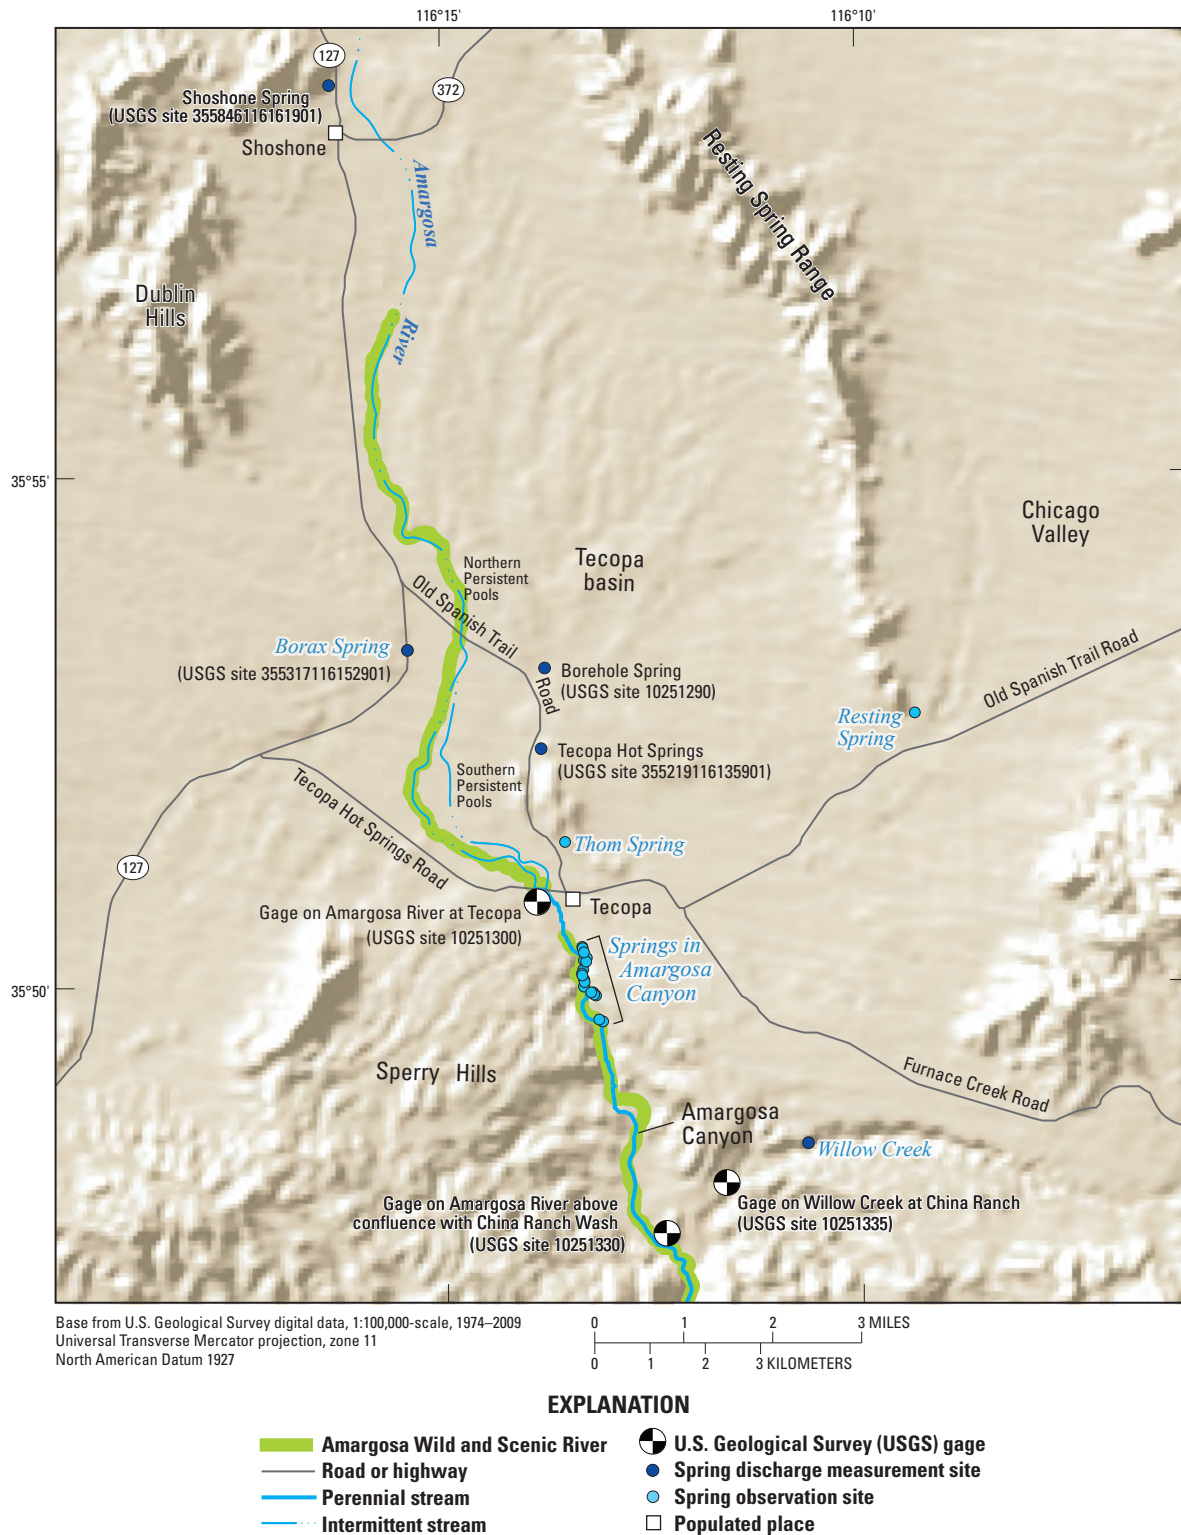 116°15'
116°10'
127
372
Shoshone Spring
(USGS site 355846116161901)
Shoshone
Amargosa
River
Resting Spring Range
Dublin
Hills
35°55'
Chicago
Valley
Northern
Persistent
Pools
Tecopa
basin
Old Spanish Trail
Road
Borax Spring
(USGS site 355317116152901)
Borehole Spring
(USGS site 10251290)
Old Spanish Trail Road
Resting
Spring
Tecopa Hot Springs
(USGS site 355219116135901)
Southern
Persistent
Pools
Tecopa Hot Springs Road
Thom Spring
127
Gage on Amargosa River at Tecopa
(USGS site 10251300)
Tecopa
Springs in
Amargosa
Canyon
35°50'
Sperry Hills
Furnace Creek Road
Amargosa
Canyon
Willow Creek
Gage on Amargosa River above
confluence with China Ranch Wash
(USGS site 10251330)
Gage on Willow Creek at China Ranch
(USGS site 10251335)
Base from U.S. Geological Survey digital data, 1:100,000-scale, 1974–2009
Universal Transverse Mercator projection, zone 11
North American Datum 1927
0 1 2 3 MILES
0 1 2 3 KILOMETERS
EXPLANATION
Amargosa Wild and Scenic River
Road or highway
Perennial stream
Intermittent stream
U.S. Geological Survey (USGS) gage
Spring discharge measurement site
Spring observation site
Populated place